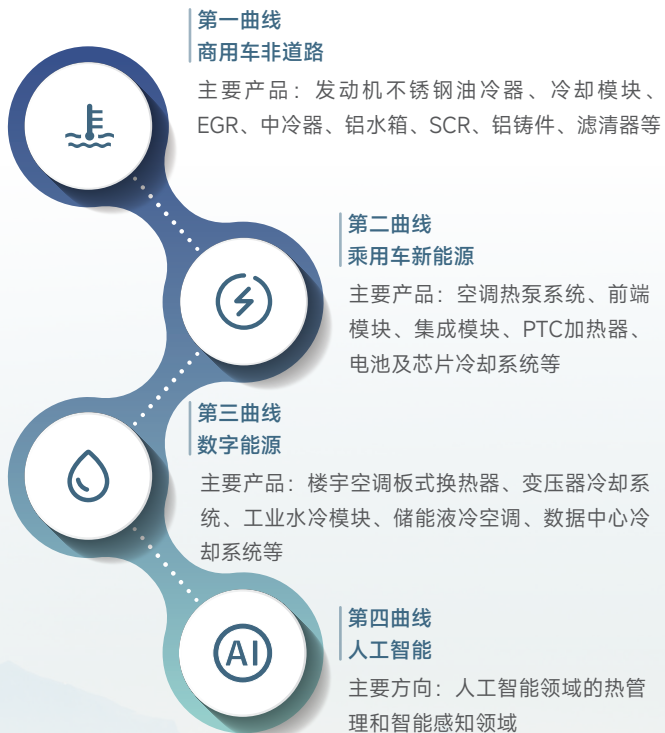 第一曲线
商用车非道路
主要产品：发动机不锈钢油冷器、冷却模块、
EGR、中冷器、铝水箱、SCR、铝铸件、滤清器等
第二曲线
乘用车新能源
主要产品：空调热泵系统、前端
模块、集成模块、PTC加热器、
电池及芯片冷却系统等
第三曲线
数字能源
主要产品：楼宇空调板式换热器、变压器冷却系
统、工业水冷模块、储能液冷空调、数据中心冷
却系统等
AI
第四曲线
人工智能
主要方向：人工智能领域的热管
理和智能感知领域